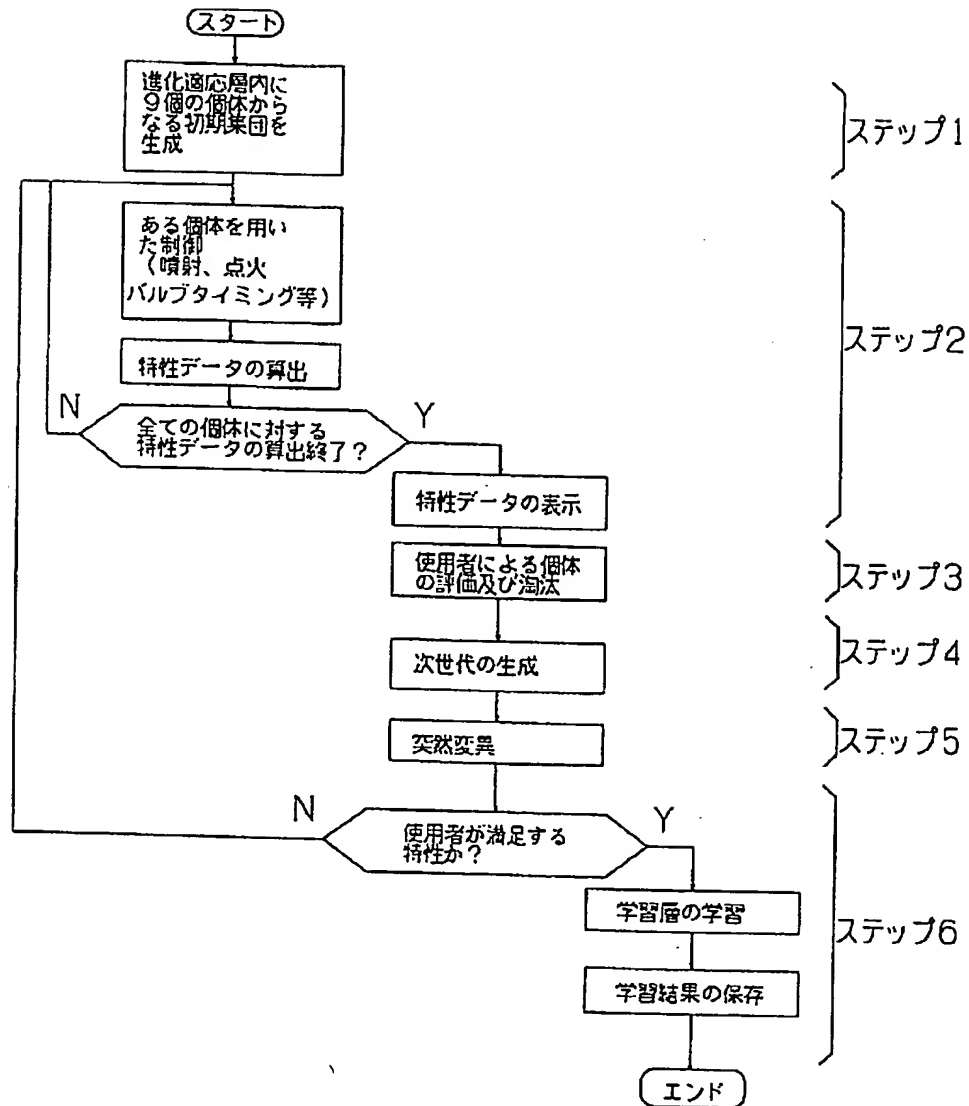 スタート
進化適応層内に
9個の個体から
なる初期集団を
生成
ステップ1
ある個体を用い
た制御
(噴射、点火
バルブタイミング等)
特性データの算出
N
Y
全ての個体に対する
特性データの算出終了?
特性データの表示
ステップ2
使用者による個体
の評価及び淘汰
ステップ3
次世代の生成
ステップ4
突然変異
ステップ5
N
Y
使用者が満足する
特性か?
学習層の学習
学習結果の保存
ステップ6
エンド